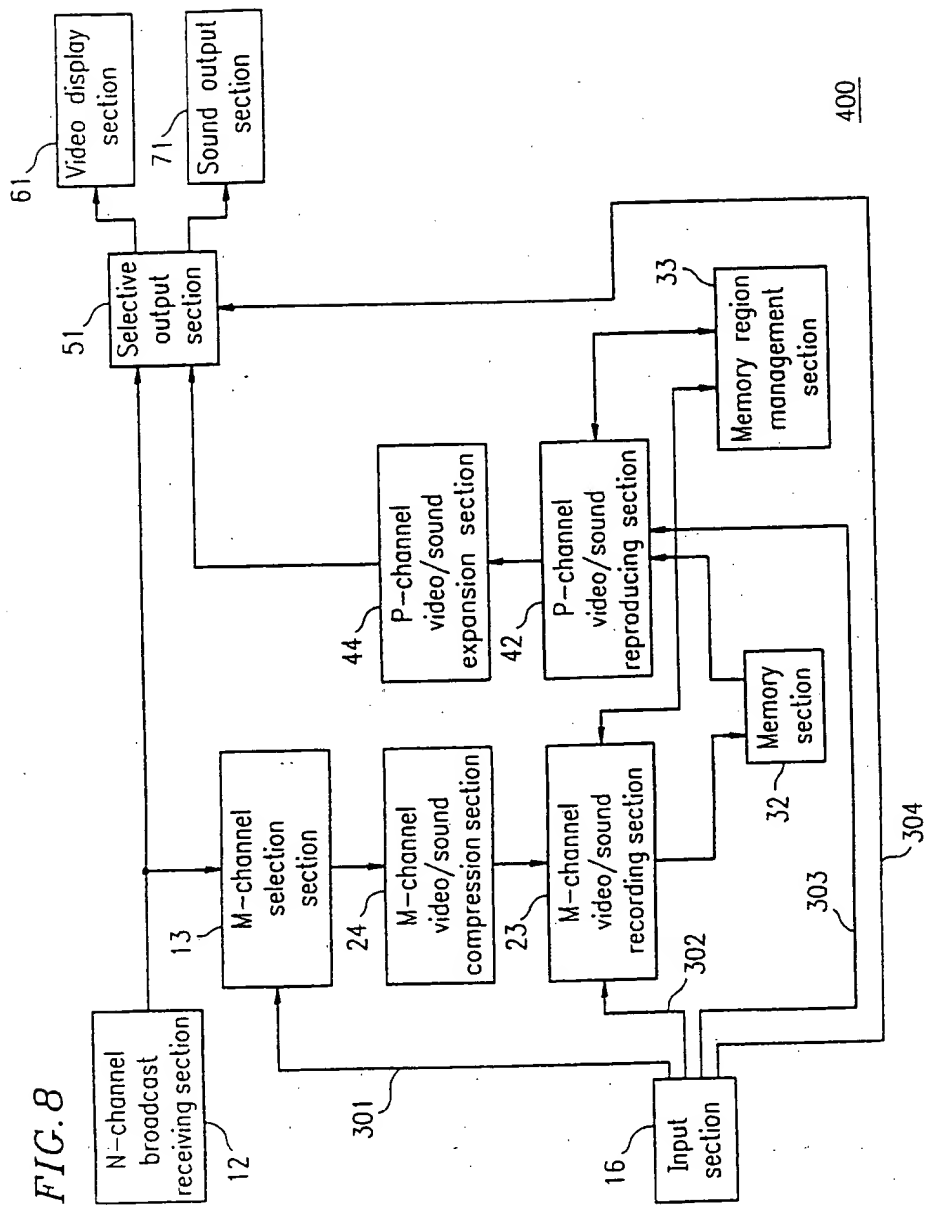 FIG. 8
N-channel
broadcast
receiving section
12
13
M-channel
selection
section
24
M-channel
video/sound
compression section
23
M-channel
video/sound
recording section
301
302
16
Input
section
32
Memory
section
303
304
44
P-channel
video/sound
expansion section
42
P-channel
video/sound
reproducing section
33
Memory region
management
section
51
Selective
output
section
61
Video display
section
71
Sound output
section
400